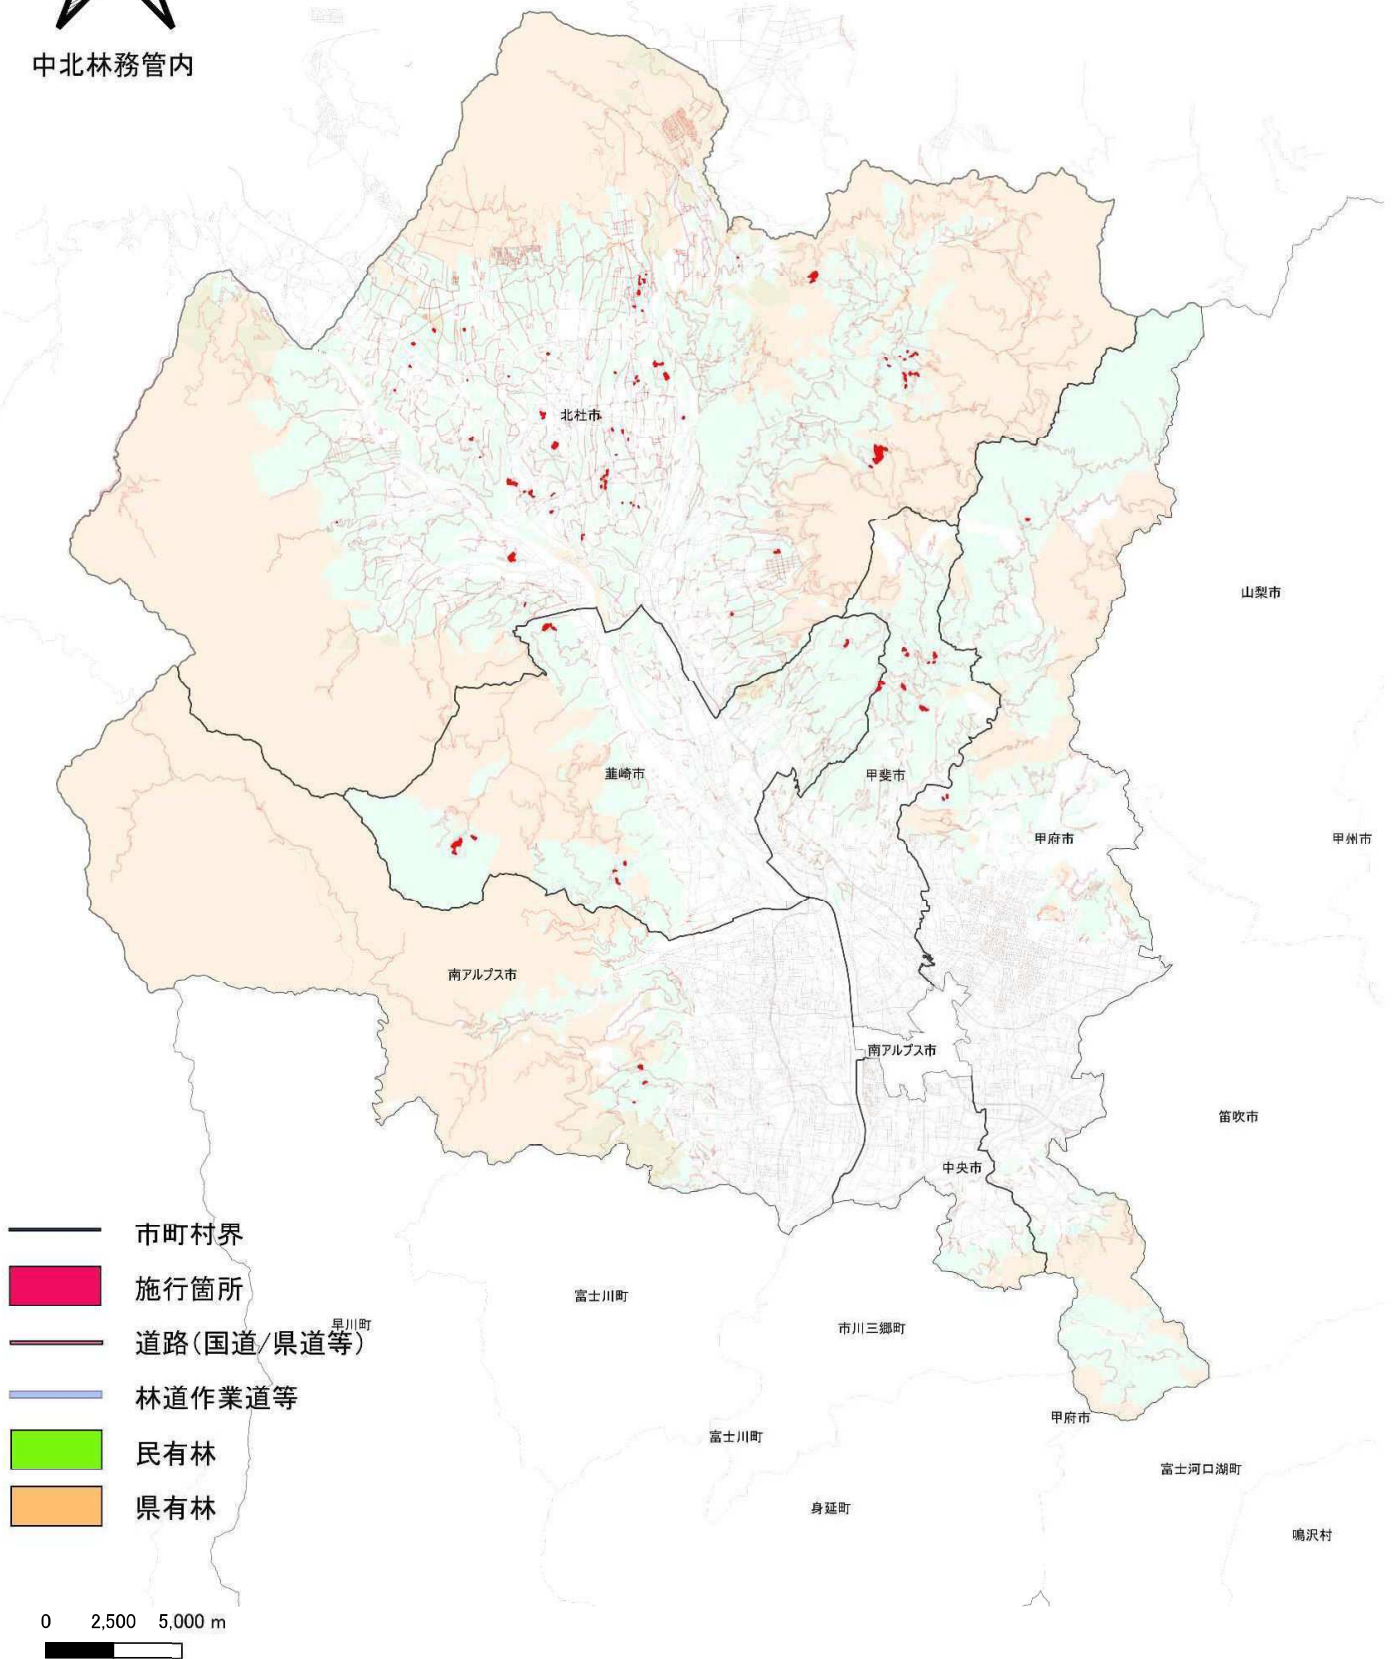 中北林務管内
北杜市
山梨市
韮崎市
甲斐市
甲府市
甲州市
南アルプス市
南アルプス市
笛吹市
中央市
市町村界
施行箇所
富士川町
早川町
市川三郷町
道路(国道/県道等)
林道作業道等
甲府市
富士川町
民有林
富士河口湖町
県有林
身延町
鳴沢村
0 2,500 5,000 m